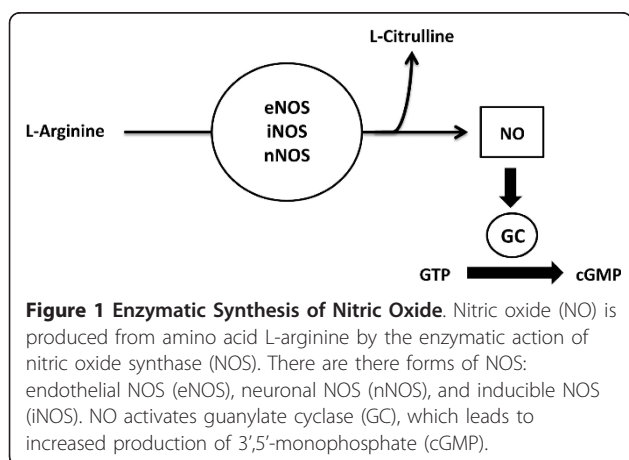 L-Citrulline
eNOS
iNOS
nNOS
L-Arginine
NO
GC
GTP
cGMP
Figure 1 Enzymatic Synthesis of Nitric Oxide. Nitric oxide (NO) is
produced from amino acid L-arginine by the enzymatic action of
nitric oxide synthase (NOS). There are there forms of NOS:
endothelial NOS (eNOS), neuronal NOS (nNOS), and inducible NOS
(iNOS). NO activates guanylate cyclase (GC), which leads to
increased production of 3’,5’-monophosphate (cGMP).